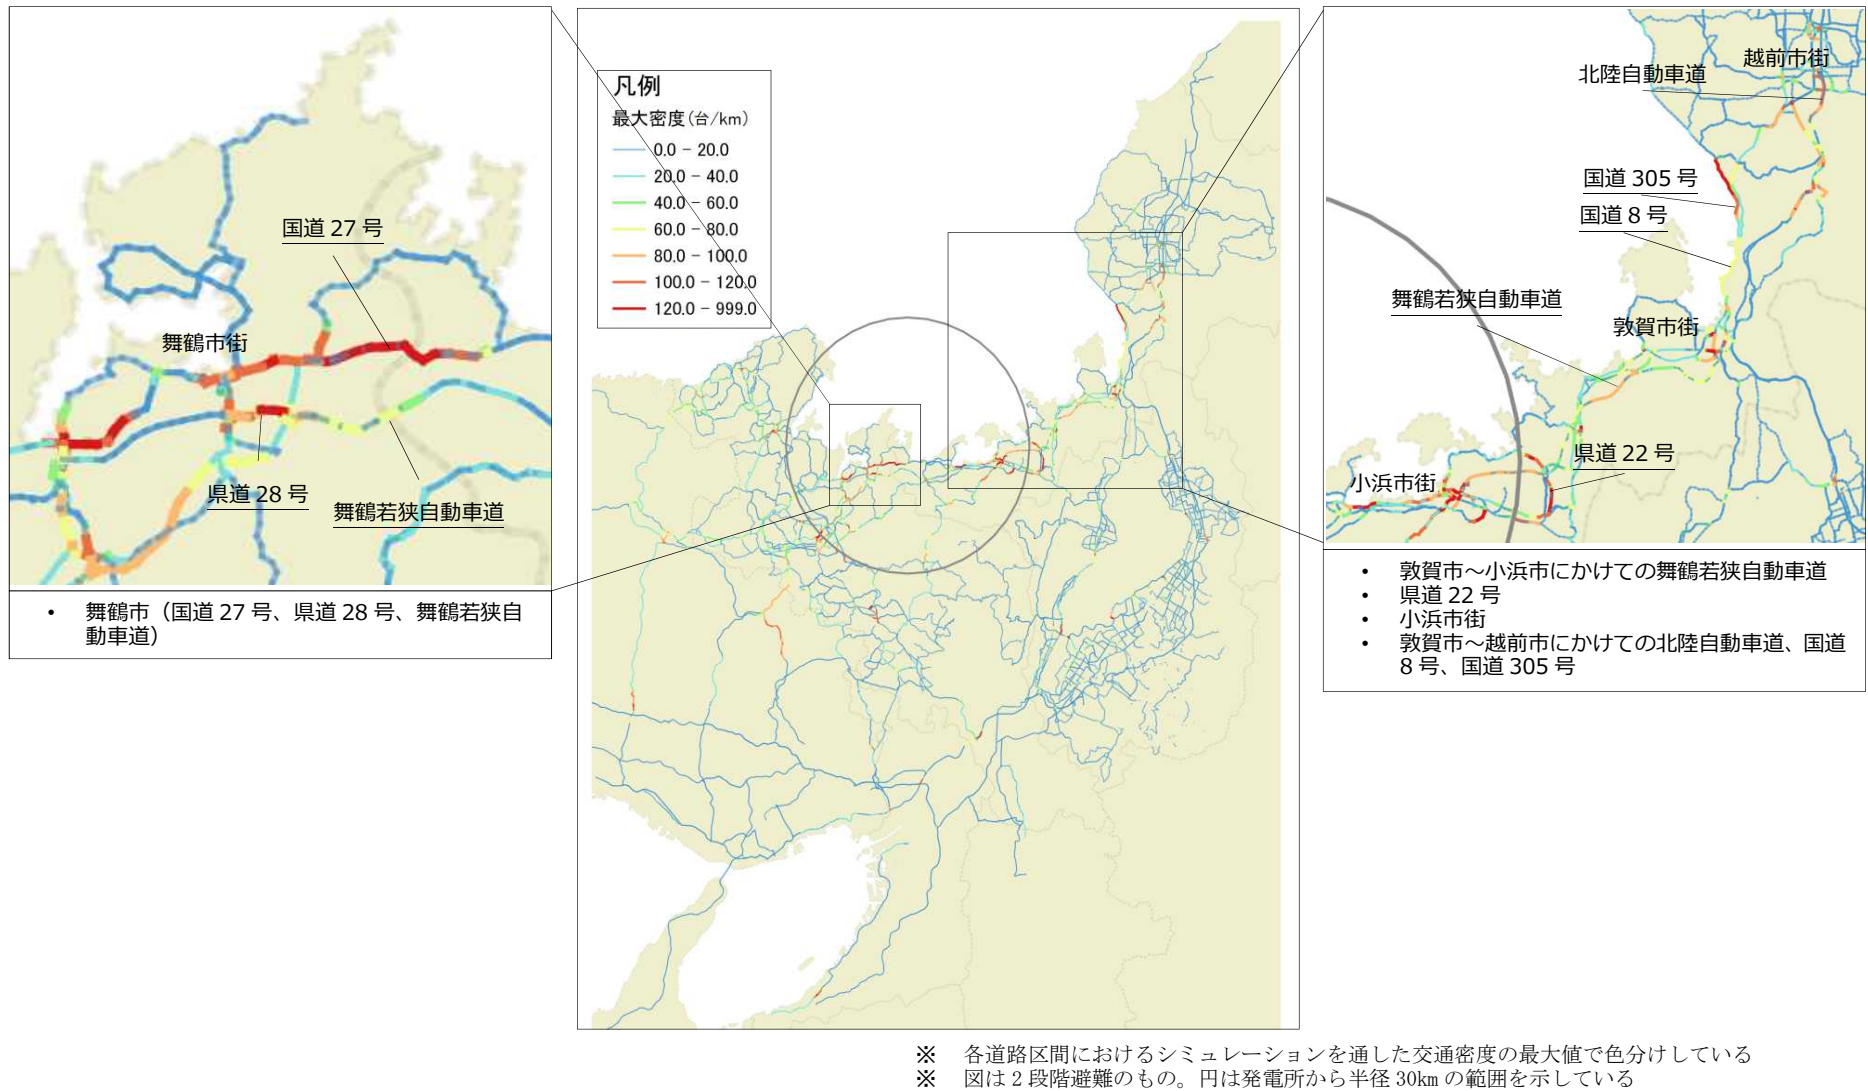 国道 27 号
舞鶴市街
県道 28 号
舞鶴若狭自動車道
• 舞鶴市（国道 27 号、県道 28 号、舞鶴若狭自
動車道）
凡例
最大密度(台/km)
0.0 − 20.0
20.0 − 40.0
40.0 − 60.0
60.0 − 80.0
80.0 − 100.0
100.0 − 120.0
120.0 − 999.0
越前市街
北陸自動車道
国道 305 号
国道 8 号
舞鶴若狭自動車道
敦賀市街
県道 22 号
小浜市街
• 敦賀市～小浜市にかけての舞鶴若狭自動車道
• 県道 22 号
• 小浜市街
• 敦賀市～越前市にかけての北陸自動車道、国道
8 号、国道 305 号
※ 各道路区間におけるシミュレーションを通した交通密度の最大値で色分けしている
※ 図は 2 段階避難のもの。円は発電所から半径 30km の範囲を示している